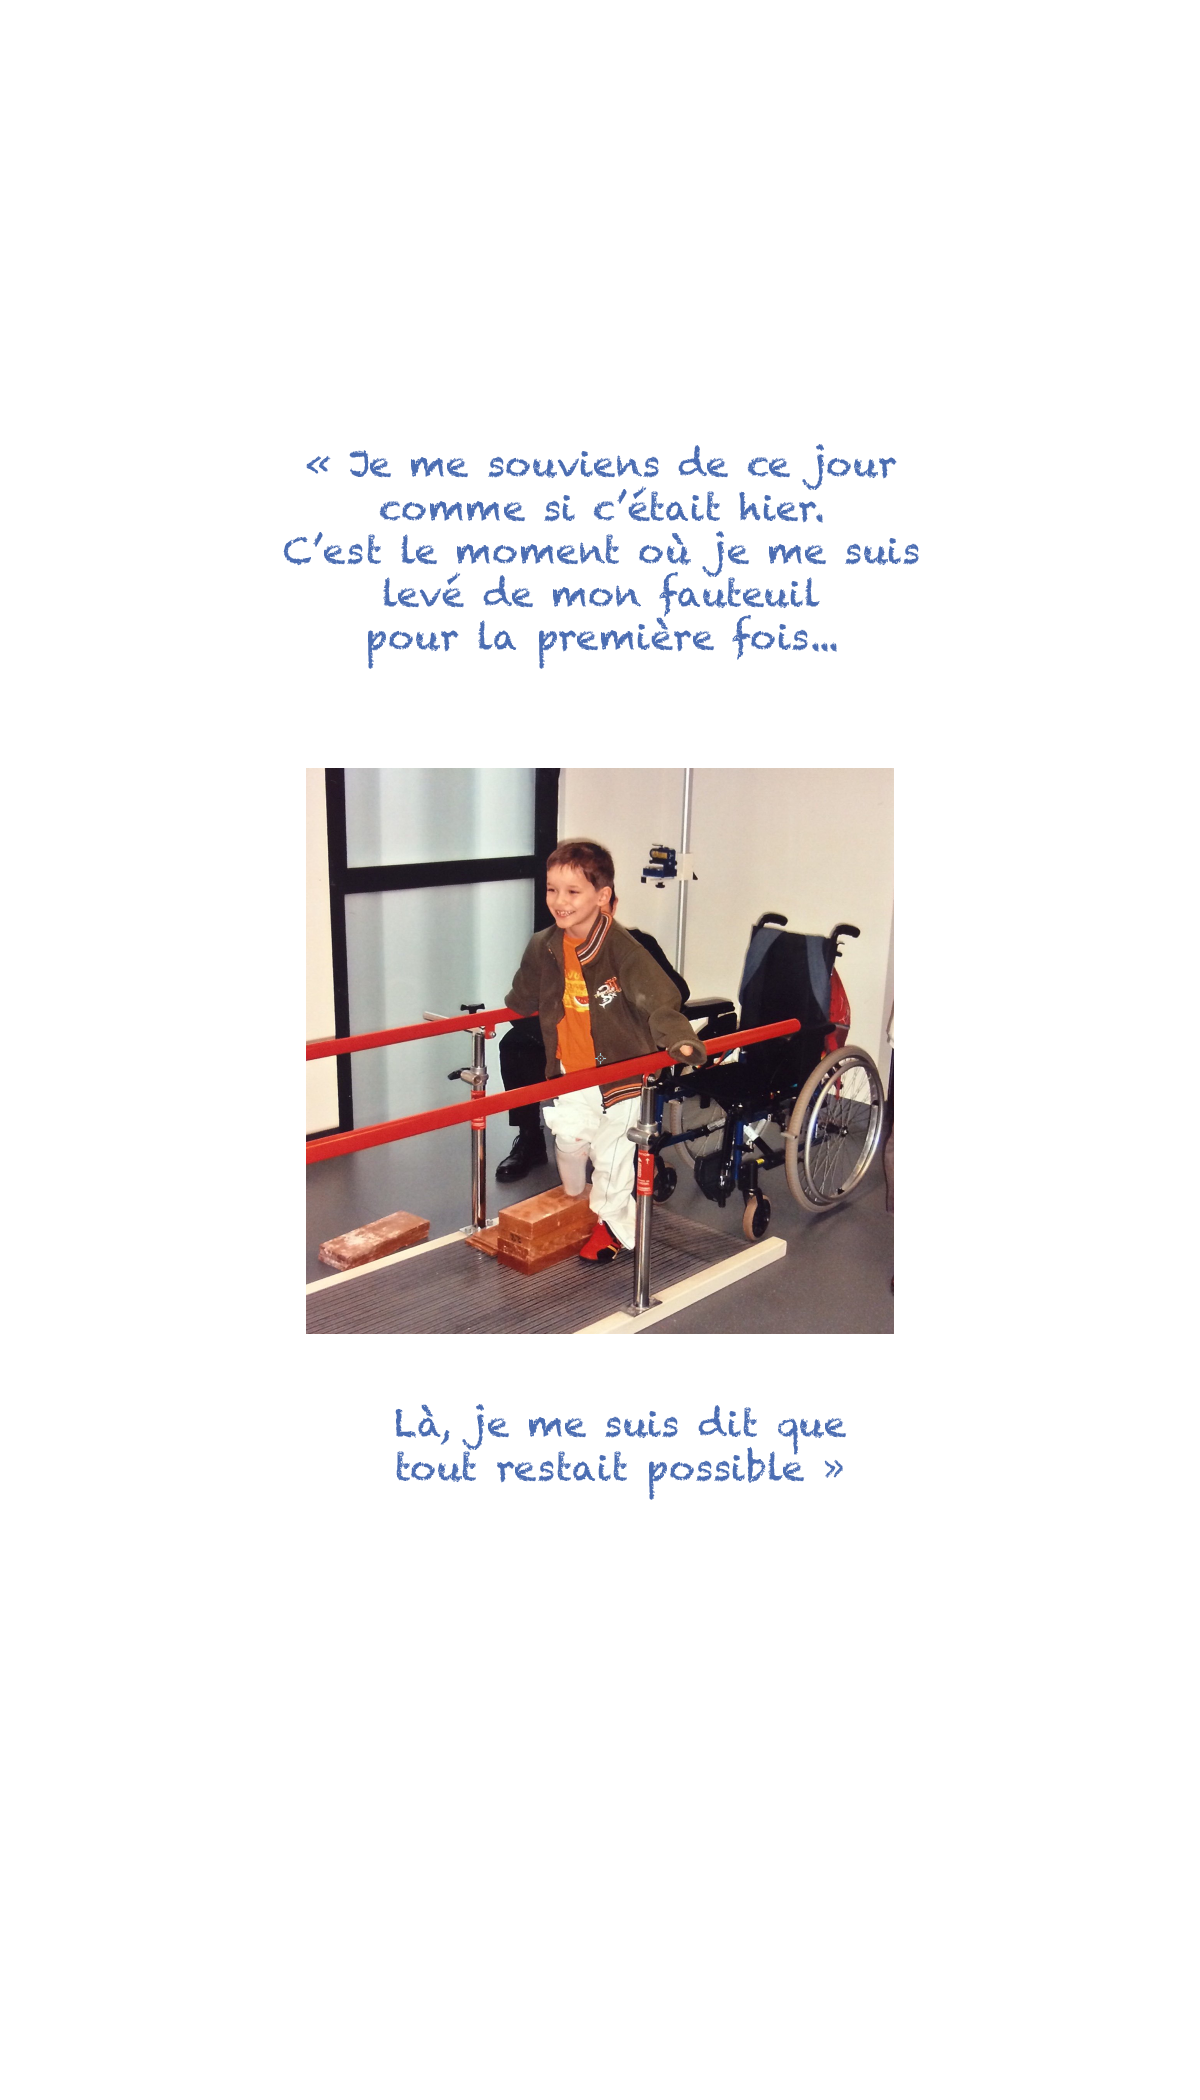 « Je me souviens de ce jour
comme si c’était hier.
C’est le moment où je me suis
levé de mon fauteuil
pour la première fois...
Là, je me suis dit que
tout restait possible »